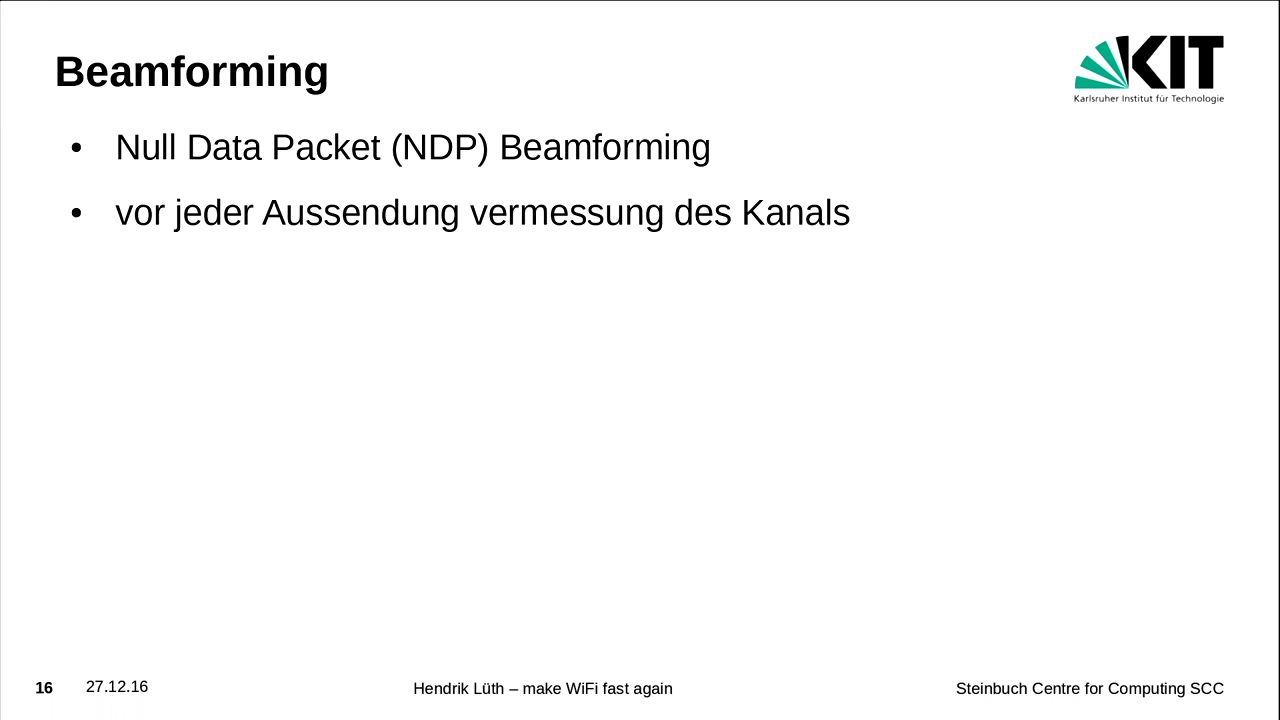 Beamforming
KIT
Karlsruher Institut für Technologie
• Null Data Packet (NDP) Beamforming
• vor jeder Aussendung vermessung des Kanals
16 27.12.16 Hendrik Lüth – make WiFi fast again Steinbuch Centre for Computing SCC